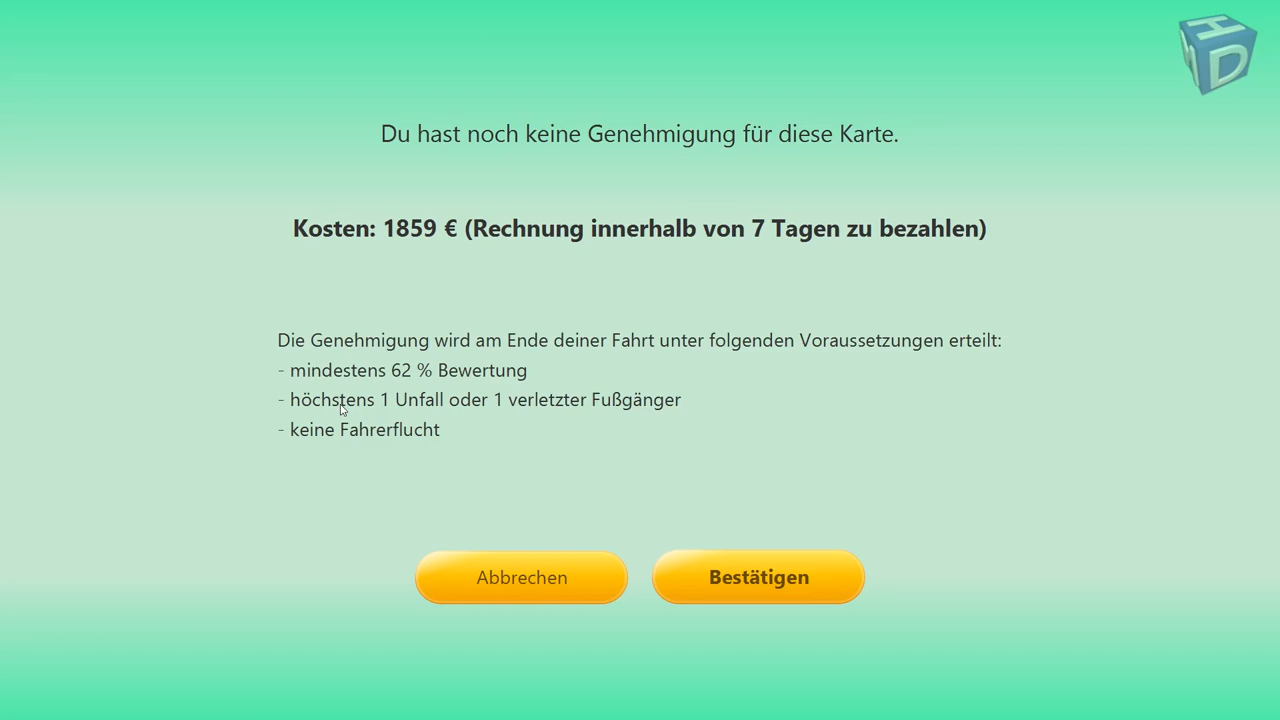 Du hast noch keine Genehmigung für diese Karte.
Kosten: 1859 € (Rechnung innerhalb von 7 Tagen zu bezahlen)
Die Genehmigung wird am Ende deiner Fahrt unter folgenden Voraussetzungen erteilt:
- mindestens 62 % Bewertung
- höchstens 1 Unfall oder 1 verletzter Fußgänger
- keine Fahrerflucht
Abbrechen
Bestätigen
H
D